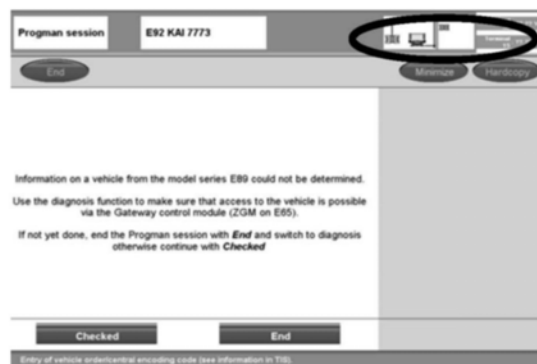 Progman session
E92 KAI 7773
End
Minimize
Hardcopy
Information on a vehicle from the model series E89 could not be determined.
Use the diagnosis function to make sure that access to the vehicle is possible
via the Gateway control module (ZGM on E65).
If not yet done, end the Progman session with End and switch to diagnosis
otherwise continue with Checked
Checked
End
Entry of vehicle order/central encoding code (see information in TIS).